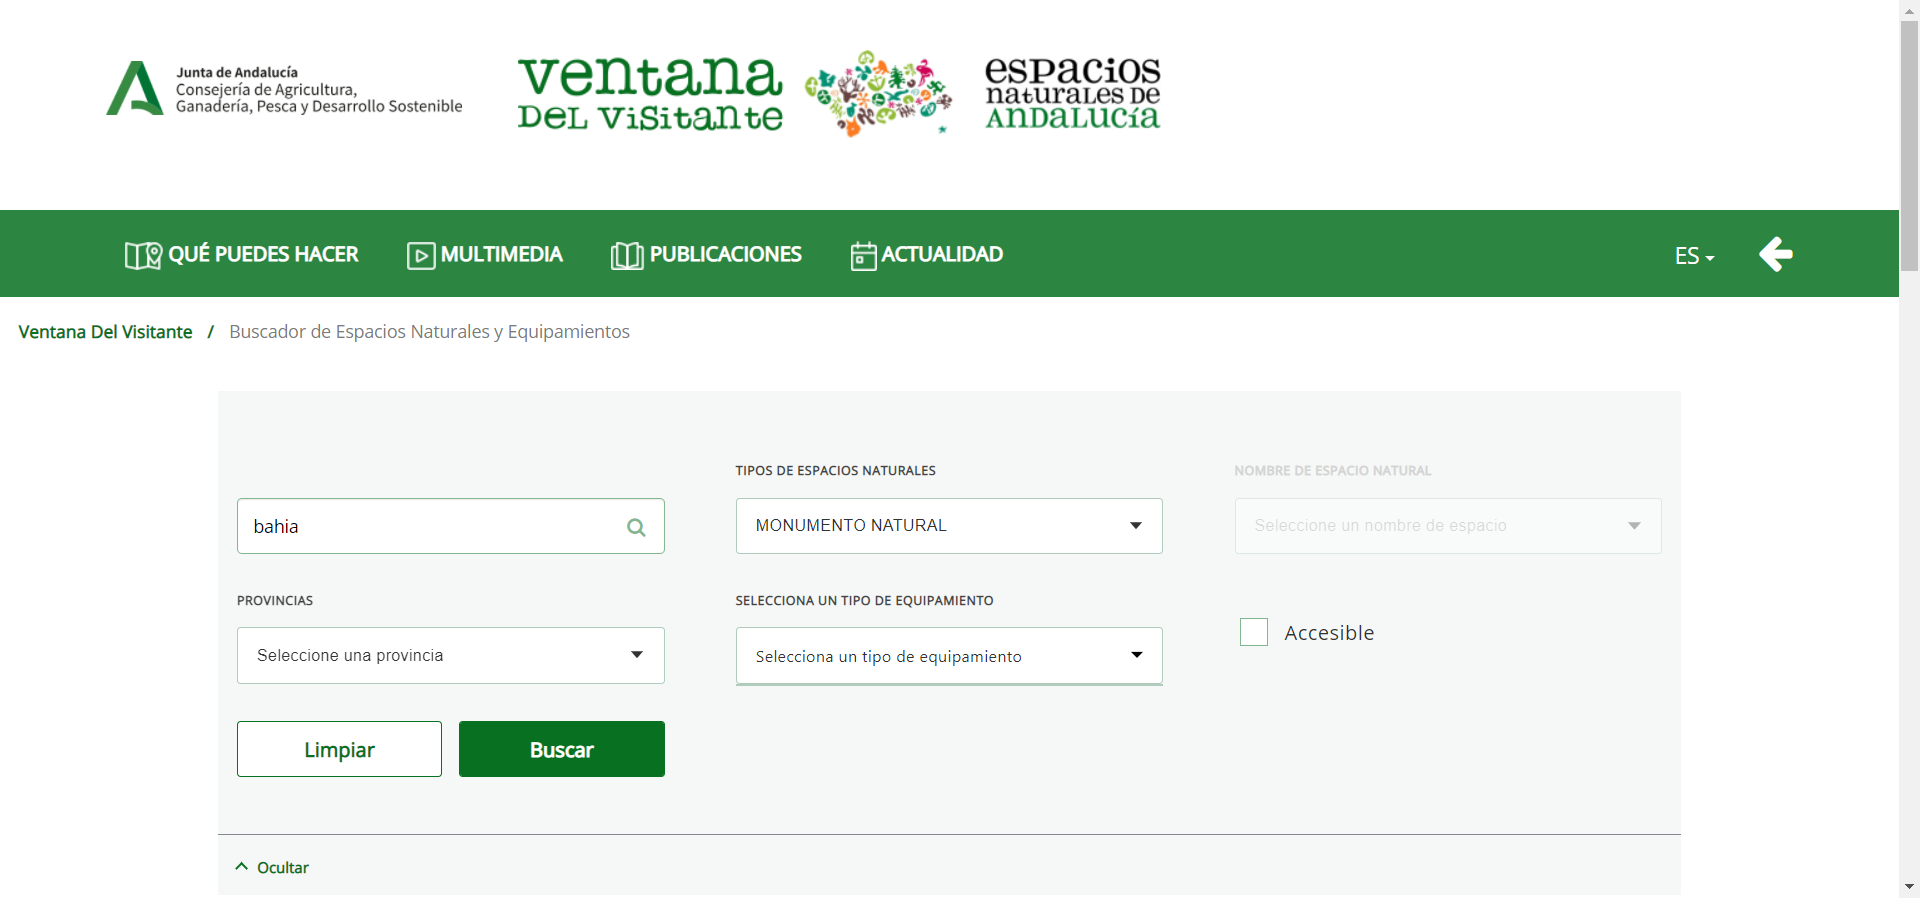 Junta de Andalucía
Consejería de Agricultura,
Ganadería, Pesca y Desarrollo Sostenible
ventana
DEL VISITANTE
ESPACIOS
NATURALES DE
ANDALUCÍA
QUÉ PUEDES HACER
MULTIMEDIA
PUBLICACIONES
ACTUALIDAD
ES
Ventana Del Visitante / Buscador de Espacios Naturales y Equipamientos
TIPOS DE ESPACIOS NATURALES
NOMBRE DE ESPACIO NATURAL
bahia
MONUMENTO NATURAL
Seleccione un nombre de espacio
PROVINCIAS
SELECCIONA UN TIPO DE EQUIPAMIENTO
Seleccione una provincia
Selecciona un tipo de equipamiento
Accesible
Limpiar
Buscar
Ocultar